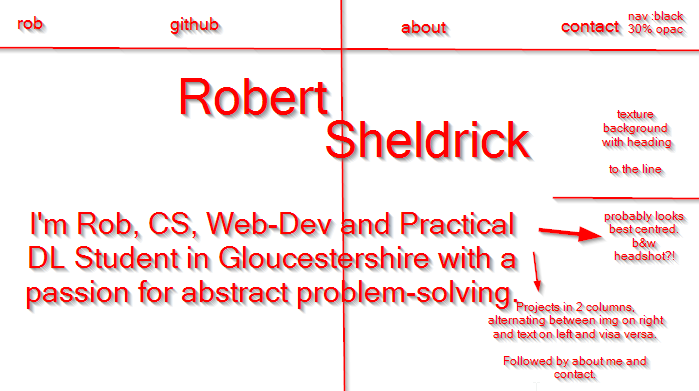 rob github about contact
nav :black
30% opac
Robert
Sheldrick
texture
background
with heading
to the line
I'm Rob, CS, Web-Dev and Practical
DL Student in Gloucestershire with a
passion for abstract problem-solving.
probably looks
best centred.
b&w
headshot?!
Projects in 2 columns,
alternating between img on right
and text on left and visa versa.
Followed by about me and
contact.